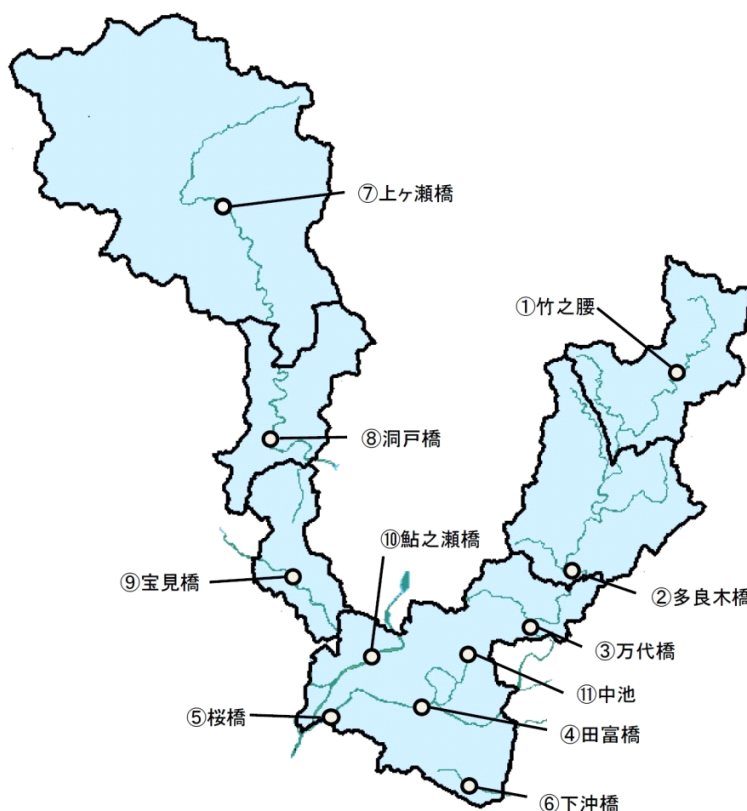 ⑦上ヶ瀬橋
①竹之腰
⑧洞戸橋
⑩鮎之瀬橋
⑨宝見橋
②多良木橋
③万代橋
⑪中池
⑤桜橋
④田富橋
⑥下沖橋